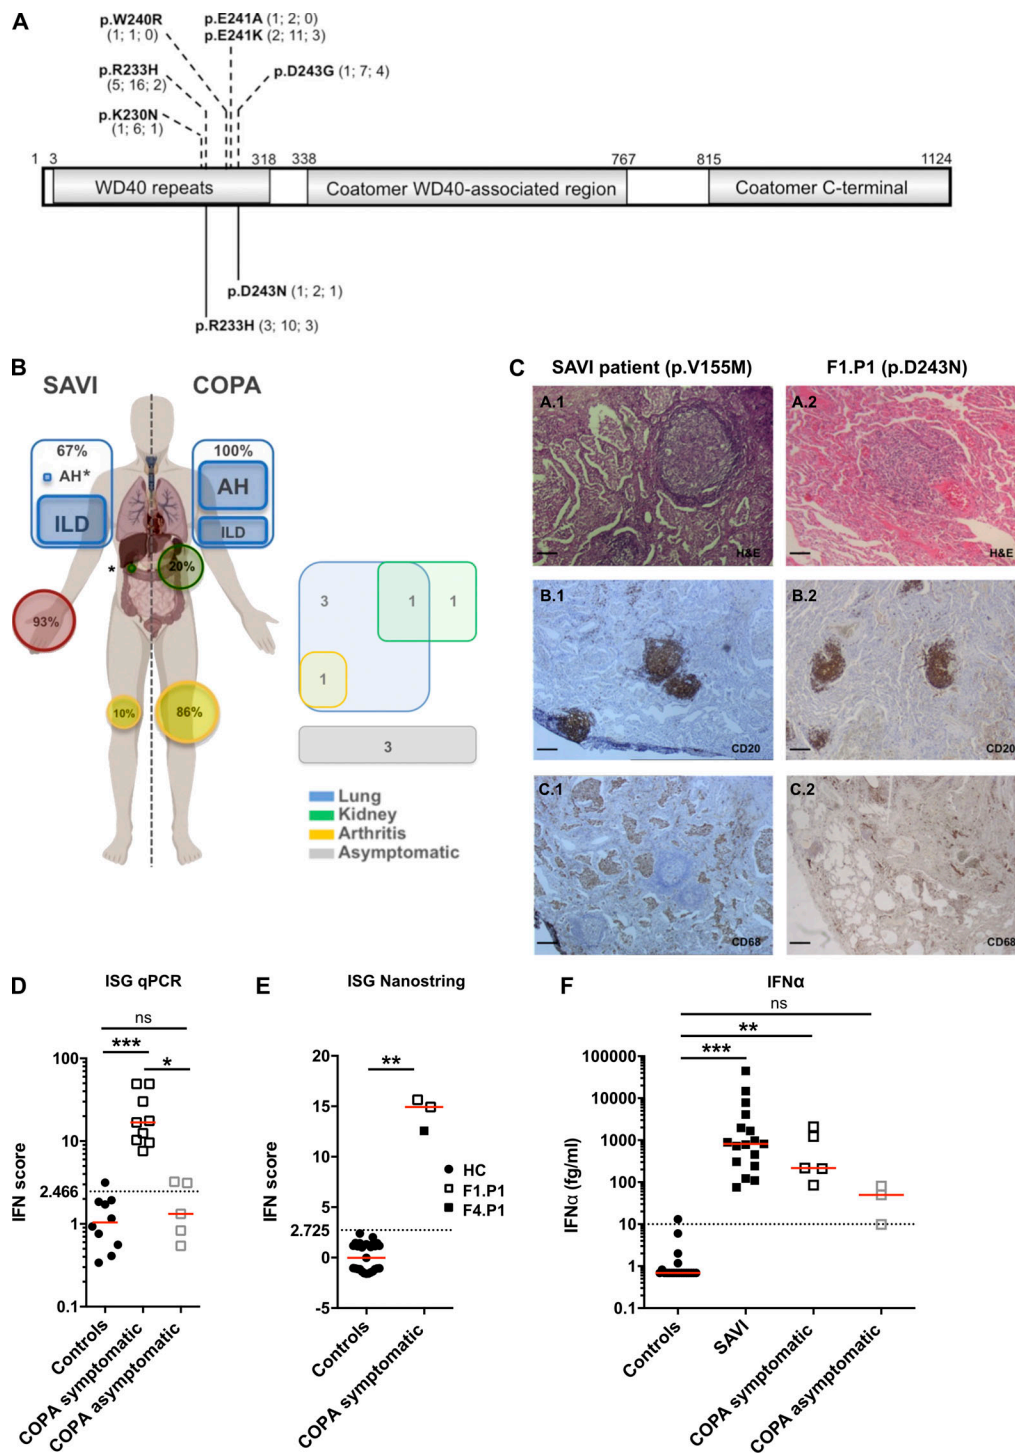 A
p.W240R
(1; 1; 0)
p.E241A (1; 2; 0)
p.E241K (2; 11; 3)
p.R233H
(5; 16; 2)
p.D243G (1; 7; 4)
p.K230N
(1; 6; 1)
1 3 318 338 767 815 1124
WD40 repeats
Coatomer WD40-associated region
Coatomer C-terminal
p.D243N (1; 2; 1)
p.R233H (3; 10; 3)
B
SAVI COPA
67%
AH*
ILD
100%
AH
ILD
*
20%
93%
10%
86%
3 1 1
1
3
Lung
Kidney
Arthritis
Asymptomatic
C
SAVI patient (p.V155M) F1.P1 (p.D243N)
A.1
H&E
A.2
H&E
B.1
CD20
B.2
CD20
C.1
CD68
C.2
CD68
D
ISG qPCR
ns
***
*
100
10
2.466
1
0.1
IFN score
Controls
COPA symptomatic
COPA asymptomatic
E
ISG Nanostring
**
20
15
10
5
2.725
0
-5
IFN score
HC
F1.P1
F4.P1
Controls
COPA symptomatic
F
IFNα
ns
**
***
100000
10000
1000
100
10
1
0.1
IFNα (fg/ml)
Controls
SAVI
COPA symptomatic
COPA asymptomatic